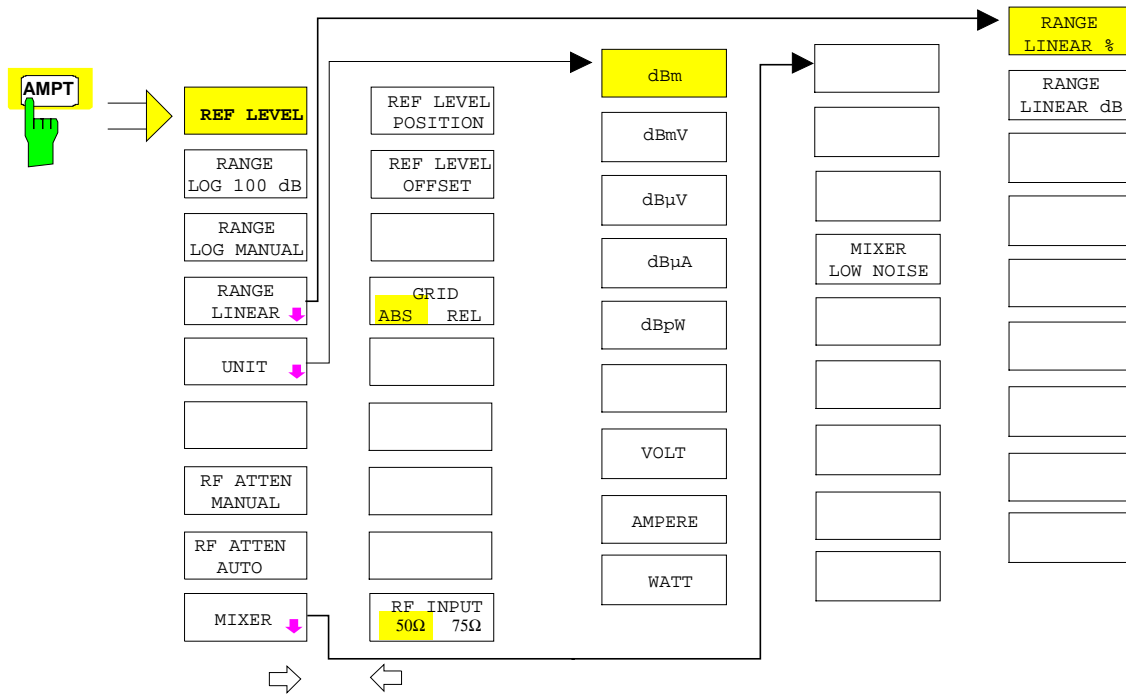 AMPT
REF LEVEL
RANGE
LOG 100 dB
RANGE
LOG MANUAL
RANGE
LINEAR
UNIT
RF ATTEN
MANUAL
RF ATTEN
AUTO
MIXER
REF LEVEL
POSITION
REF LEVEL
OFFSET
GRID
ABS REL
RF INPUT
50Ω 75Ω
dBm
dBmV
dBµV
dBµA
dBpW
VOLT
AMPERE
WATT
MIXER
LOW NOISE
RANGE
LINEAR %
RANGE
LINEAR dB